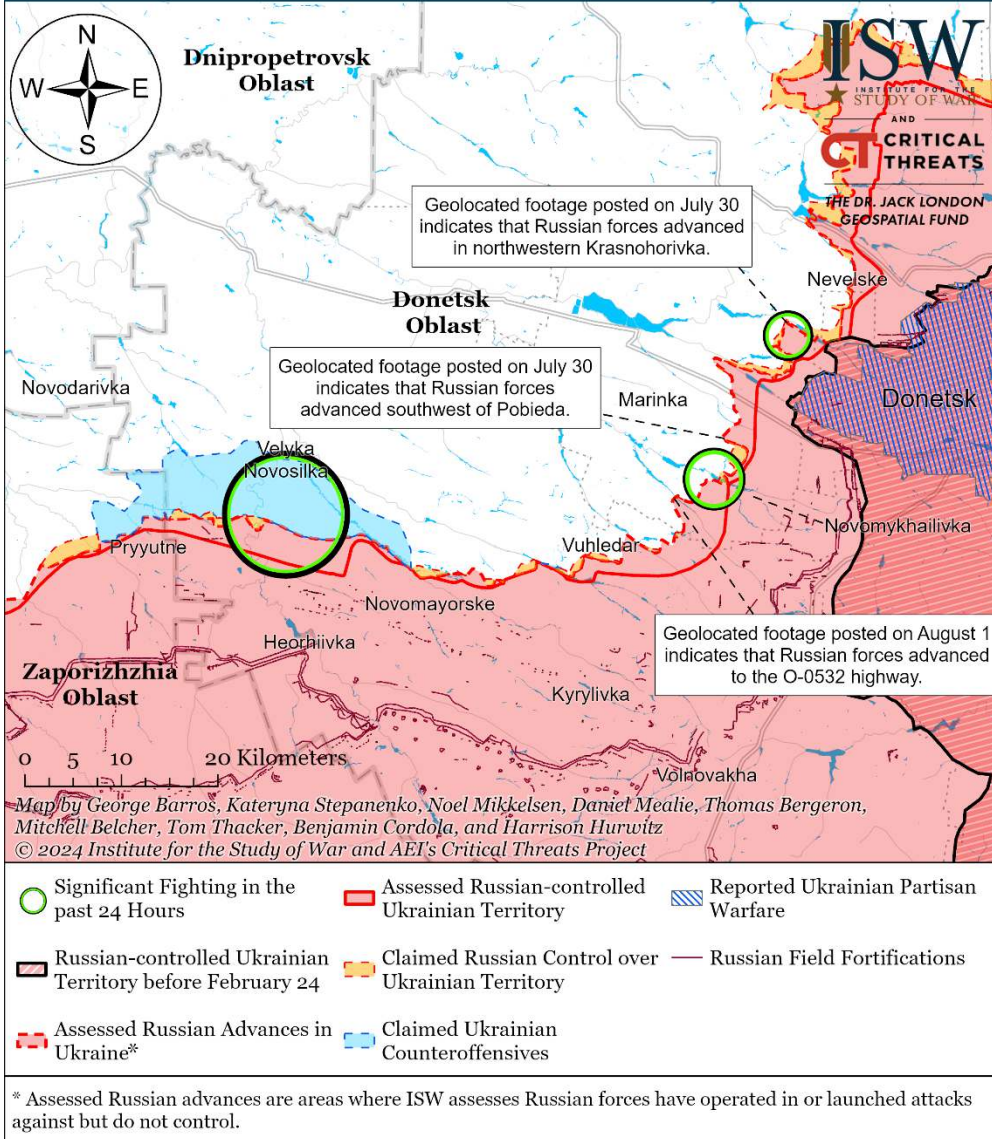 N
W
E
S
Dnipropetrovsk
Oblast
ISW
INSTITUTE FOR THE
STUDY OF WAR
AND
CT CRITICAL
THREATS
THE DR. JACK LONDON
GEOSPATIAL FUND
Geolocated footage posted on July 30
indicates that Russian forces advanced
in northwestern Krasnohorivka.
Nevelske
Donetsk
Oblast
Geolocated footage posted on July 30
indicates that Russian forces
advanced southwest of Pobieda.
Novodarivka
Marinka
Donetsk
Velyka
Novosilka
Novomykhailivka
Pryyutne
Vuhledar
Novomayorske
Heorhiivka
Geolocated footage posted on August 1
indicates that Russian forces advanced
to the O-0532 highway.
Zaporizhzhia
Oblast
Kyrylivka
0 5 10 20 Kilometers
Volnovakha
Map by George Barros, Kateryna Stepanenko, Noel Mikkelsen, Daniel Mealie, Thomas Bergeron,
Mitchell Belcher, Tom Thacker, Benjamin Cordola, and Harrison Hurwitz
© 2024 Institute for the Study of War and AEI's Critical Threats Project
Significant Fighting in the
past 24 Hours
Assessed Russian-controlled
Ukrainian Territory
Reported Ukrainian Partisan
Warfare
Russian-controlled Ukrainian
Territory before February 24
Claimed Russian Control over
Ukrainian Territory
Russian Field Fortifications
Assessed Russian Advances in
Ukraine*
Claimed Ukrainian
Counteroffensives
* Assessed Russian advances are areas where ISW assesses Russian forces have operated in or launched attacks
against but do not control.